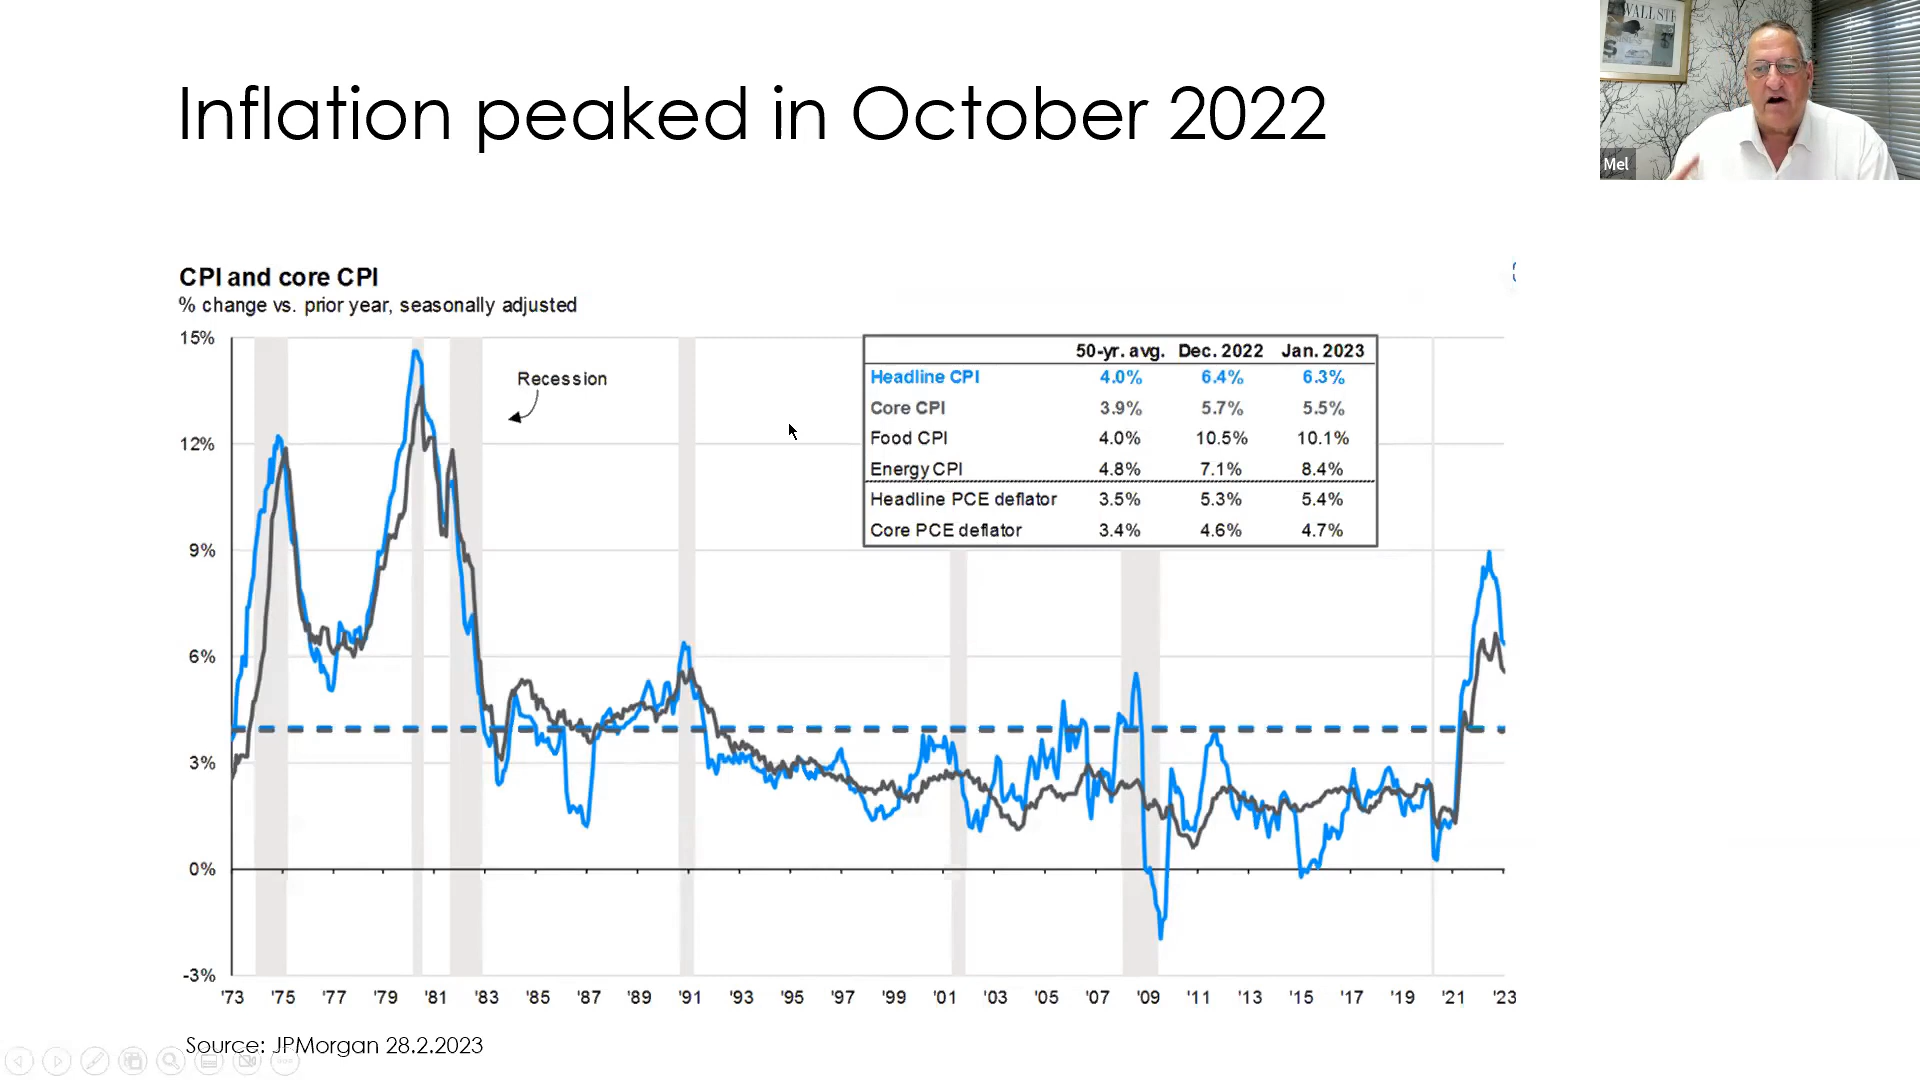 Inflation peaked in October 2022
WALL ST
Mel
CPI and core CPI
% change vs. prior year, seasonally adjusted
15%
12%
9%
6%
3%
0%
-3%
Recession
50-yr. avg. Dec. 2022 Jan. 2023
Headline CPI 4.0% 6.4% 6.3%
Core CPI 3.9% 5.7% 5.5%
Food CPI 4.0% 10.5% 10.1%
Energy CPI 4.8% 7.1% 8.4%
Headline PCE deflator 3.5% 5.3% 5.4%
Core PCE deflator 3.4% 4.6% 4.7%
'73 '75 '77 '79 '81 '83 '85 '87 '89 '91 '93 '95 '97 '99 '01 '03 '05 '07 '09 '11 '13 '15 '17 '19 '21 '23
Source: JPMorgan 28.2.2023